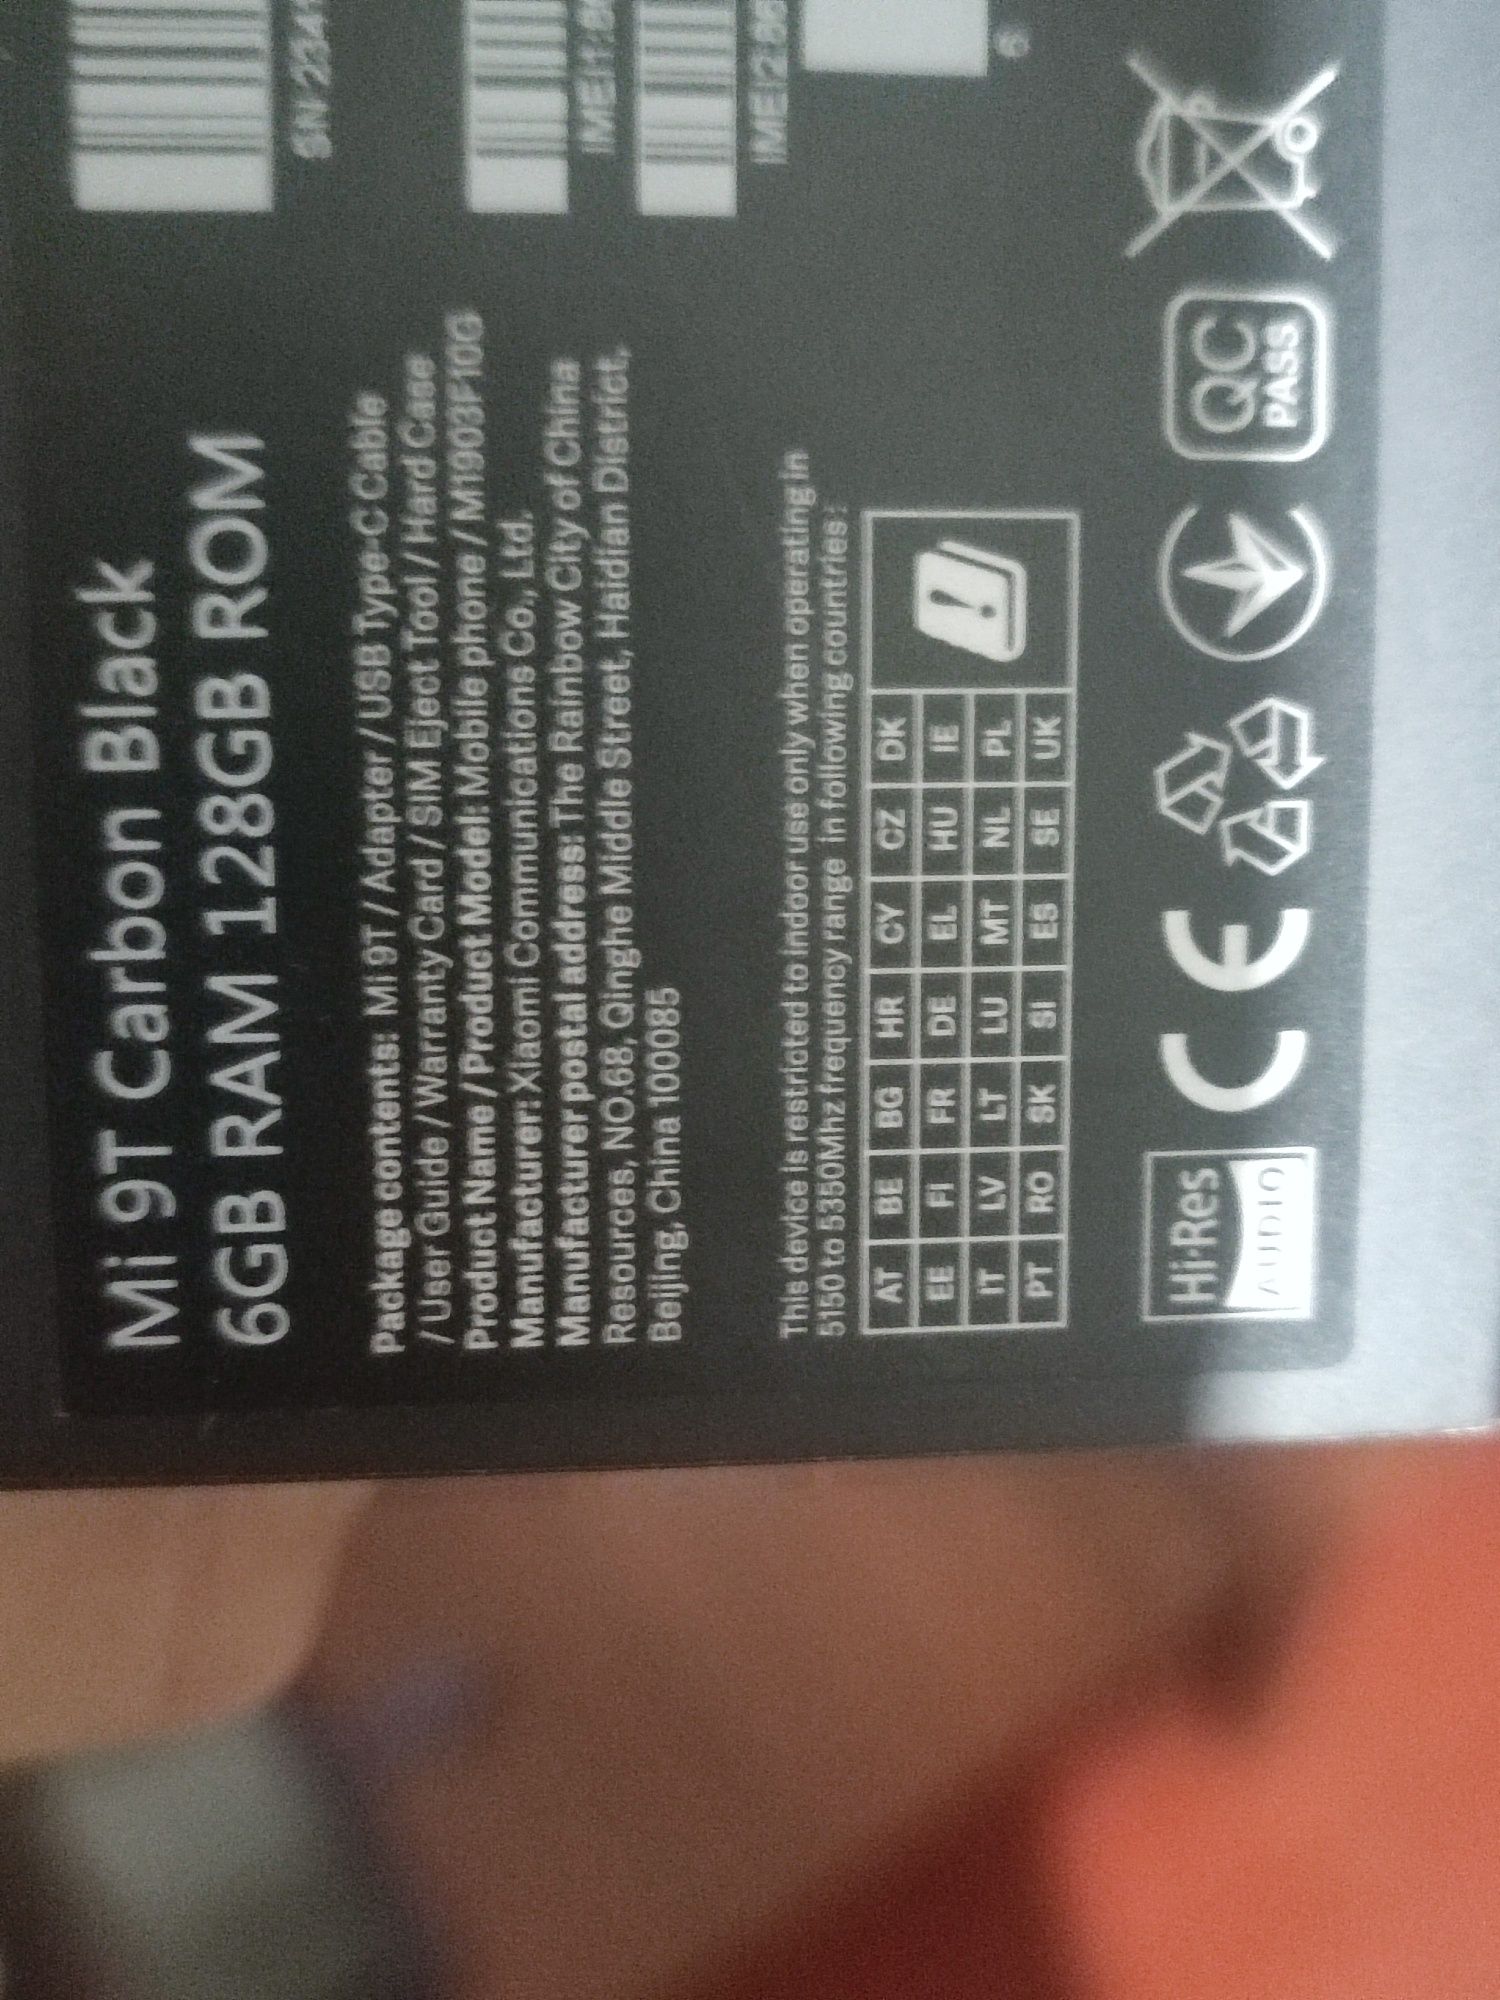 Mi 9T Carbon Black
6GB RAM 128GB ROM
Package contents: Mi 9T / Adapter / USB Type-C Cable
/ User Guide / Warranty Card / SIM Eject Tool / Hard Case
Product Name / Product Model: Mobile phone / M1903F10G
Manufacturer: Xiaomi Communications Co., Ltd.
Manufacturer postal address: The Rainbow City of China
Resources, NO.68, Qinghe Middle Street, Haidian District,
Beijing, China 100085
This device is restricted to indoor use only when operating in
5150 to 5350Mhz frequency range in following countries:
AT BE BG HR CY CZ DK
EE FI FR DE EL HU IE
IT LV LT LU MT NL PL
PT RO SK SI ES SE UK
Hi-Res
AUDIO
CE
QC
PASS
SN:
IMEI1:
IMEI2:
6